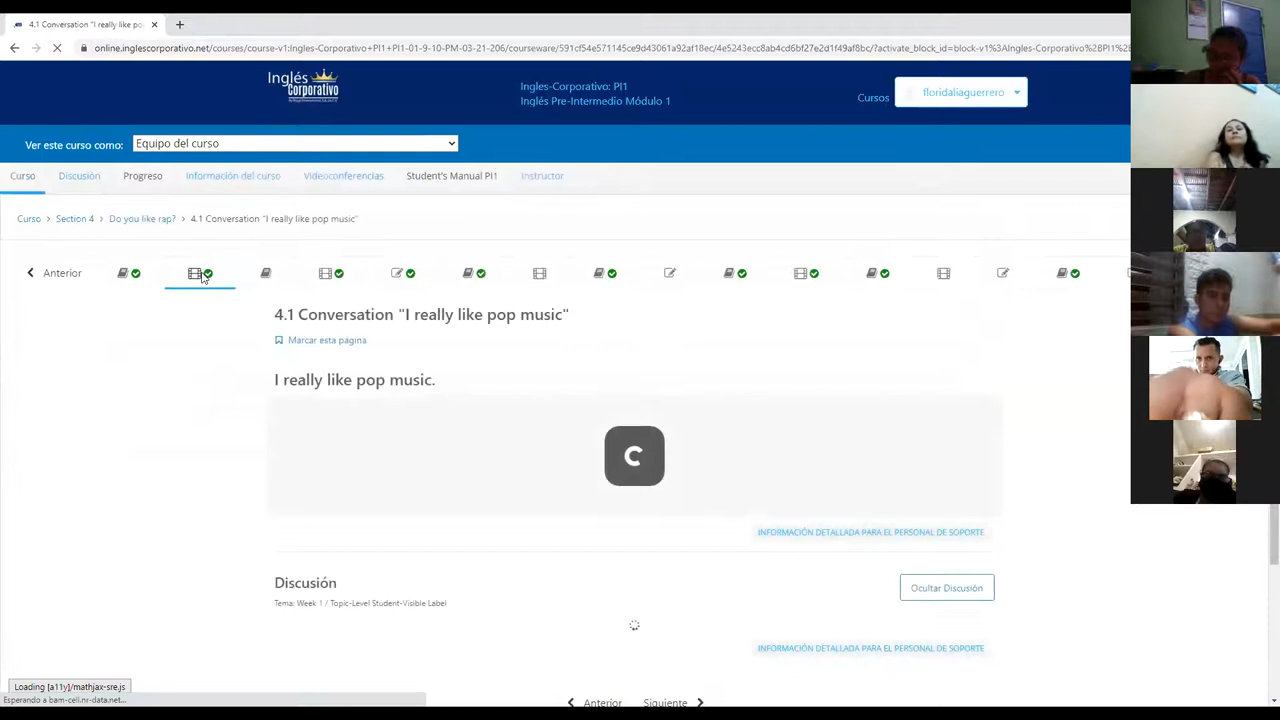 4.1 Conversation "I really like po
online.inglescorporativo.net/courses/course-v1:Ingles-Corporativo+PI1+PI1-01-9-10-PM-03-21-206/courseware/591cf54e571145ce9d43061a92af18ec/4e5243ecc8ab4cd6bf27e2d1f49af8bc/?activate_block_id=block-v1%3AIngles-Corporativo%2BPI1%2B
Inglés
Corporativo
Ingles-Corporativo: PI1
Inglés Pre-Intermedio Módulo 1
Cursos
floridaliaguerrero
Ver este curso como:
Equipo del curso
Curso
Discusión
Progreso
Información del curso
Videoconferencias
Student's Manual PI1
Instructor
Curso > Section 4 > Do you like rap? > 4.1 Conversation "I really like pop music"
Anterior
4.1 Conversation "I really like pop music"
Marcar esta página
I really like pop music.
INFORMACIÓN DETALLADA PARA EL PERSONAL DE SOPORTE
Discusión
Ocultar Discusión
Tema: Week 1 / Topic-Level Student-Visible Label
INFORMACIÓN DETALLADA PARA EL PERSONAL DE SOPORTE
Loading [a11y]/mathjax-sre.js
Esperando a bam-cell.nr-data.net...
Anterior
Siguiente